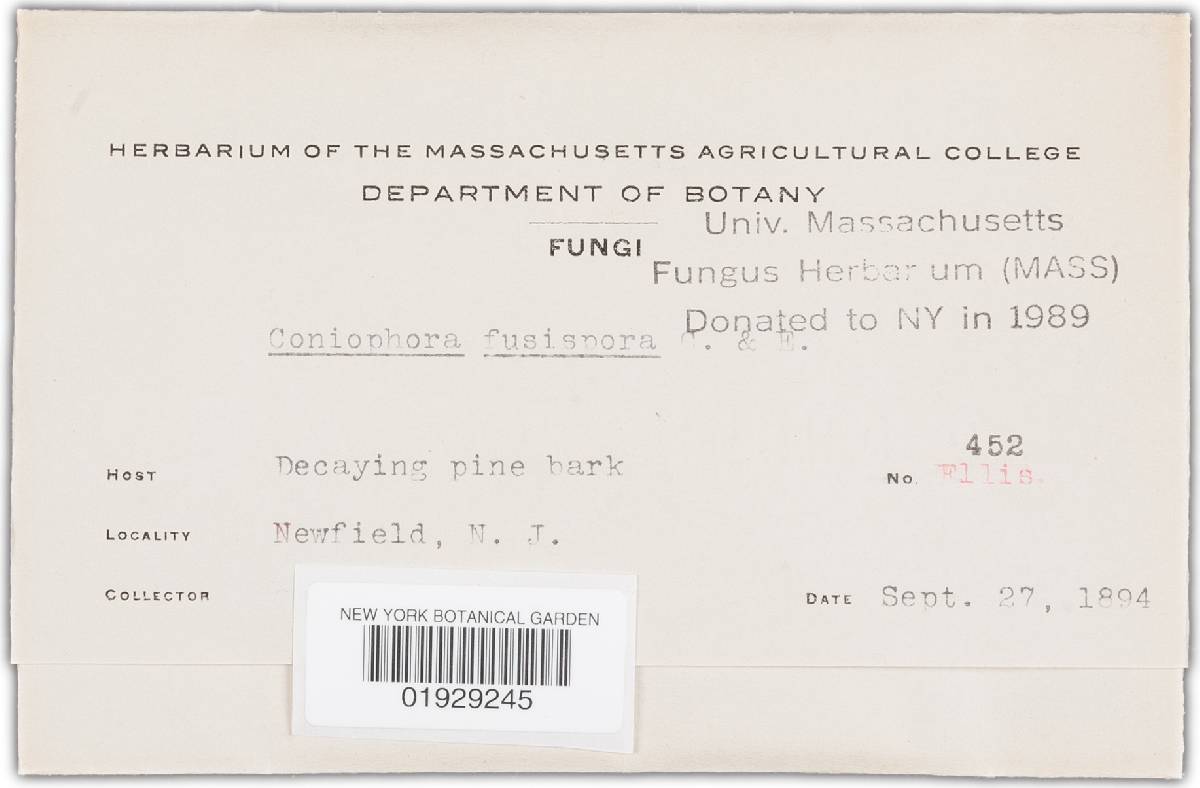 HERBARIUM OF THE MASSACHUSETTS AGRICULTURAL COLLEGE
DEPARTMENT OF BOTANY
FUNGI
Univ. Massachusetts
Fungus Herbar um (MASS)
Donated to NY in 1989
Coniophora fusispora C. & E.
HOST Decaying pine bark
452
No. Ellis.
LOCALITY Newfield, N. J.
COLLECTOR
DATE Sept. 27, 1894
NEW YORK BOTANICAL GARDEN
01929245